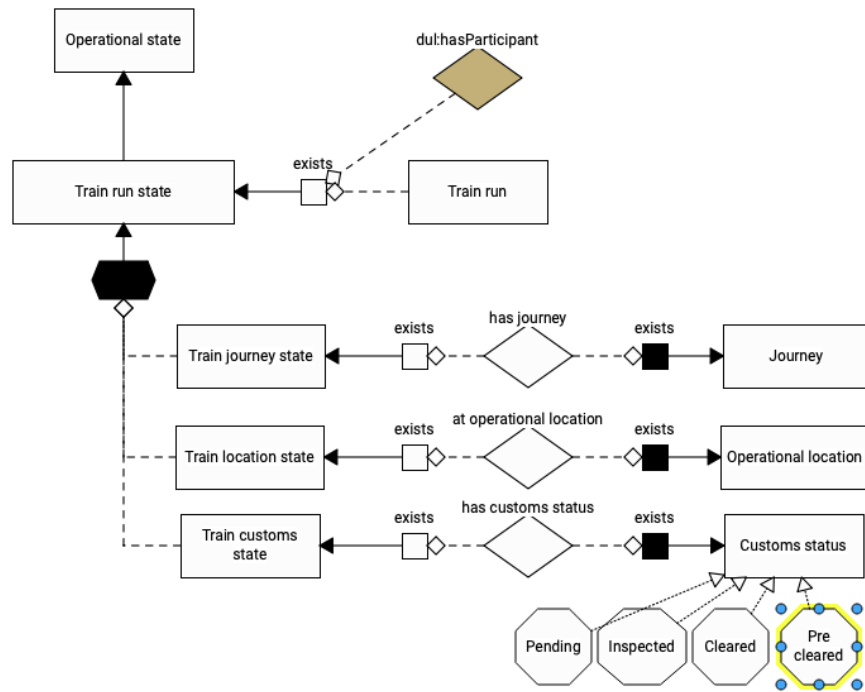 Operational state
dul:hasParticipant
exists
Train run state
Train run
has journey
exists
exists
Train journey state
Journey
at operational location
exists
exists
Train location state
Operational location
has customs status
exists
exists
Train customs
state
Customs status
Pending
Inspected
Cleared
Pre
cleared